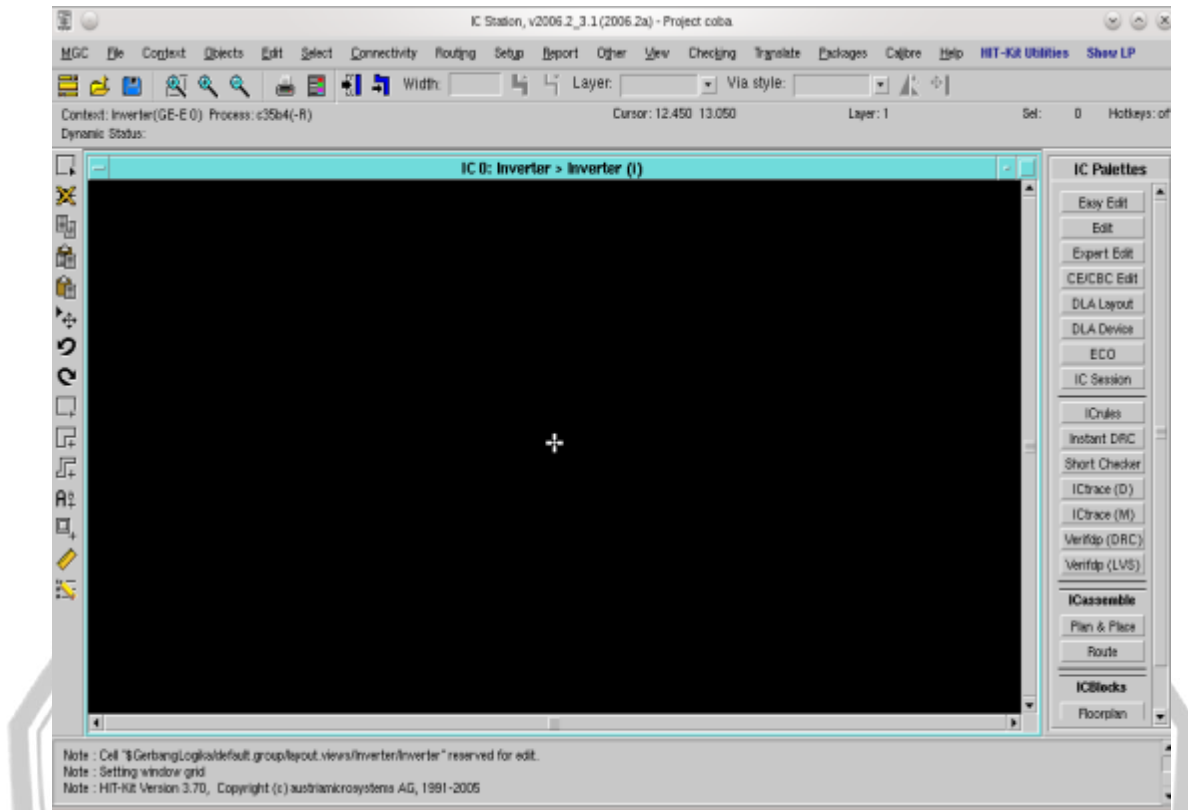 IC Station, v2006.2_3.1 (2006.2a) - Project coba
MGC File Context Objects Edit Select Connectivity Routing Setup Report Other View Checking Translate Packages Calibre Help HIT-Kit Utilities Show LP
Width: Layer: Via style:
Context: Inverter(GE-E 0) Process: c35b4(-R) Cursor: 12.450 13.050 Layer: 1 Sel: 0 Hotkeys: of
Dynamic Status:
IC 0: Inverter > Inverter (i)
IC Palettes
Easy Edit
Edit
Expert Edit
CE/CBC Edit
DLA Layout
DLA Device
ECO
IC Session
ICrules
Instant DRC
Short Checker
ICtrace (D)
ICtrace (M)
Verifdp (DRC)
Verifdp (LVS)
ICassemble
Plan & Place
Route
ICBlocks
Floorplan
Note : Cell "$GerbangLogika/default.group/layout.views/Inverter/Inverter" reserved for edit.
Note : Setting window grid
Note : HIT-Kit Version 3.70, Copyright (c) austriamicrosystems AG, 1991-2005